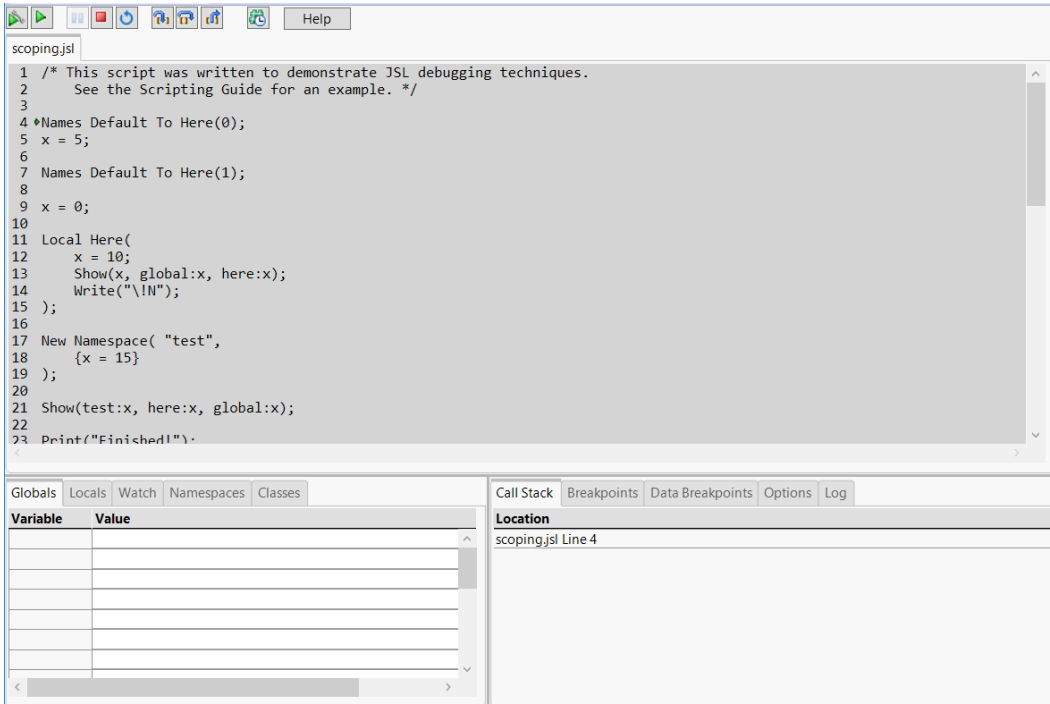 Help
scoping.jsl
1 /* This script was written to demonstrate JSL debugging techniques.
2 See the Scripting Guide for an example. */
3
4 Names Default To Here(0);
5 x = 5;
6
7 Names Default To Here(1);
8
9 x = 0;
10
11 Local Here(
12 x = 10;
13 Show(x, global:x, here:x);
14 Write("\!N");
15 );
16
17 New Namespace( "test",
18 {x = 15}
19 );
20
21 Show(test:x, here:x, global:x);
22
23 Print("Finished!");
Globals Locals Watch Namespaces Classes
Variable Value
Call Stack Breakpoints Data Breakpoints Options Log
Location
scoping.jsl Line 4